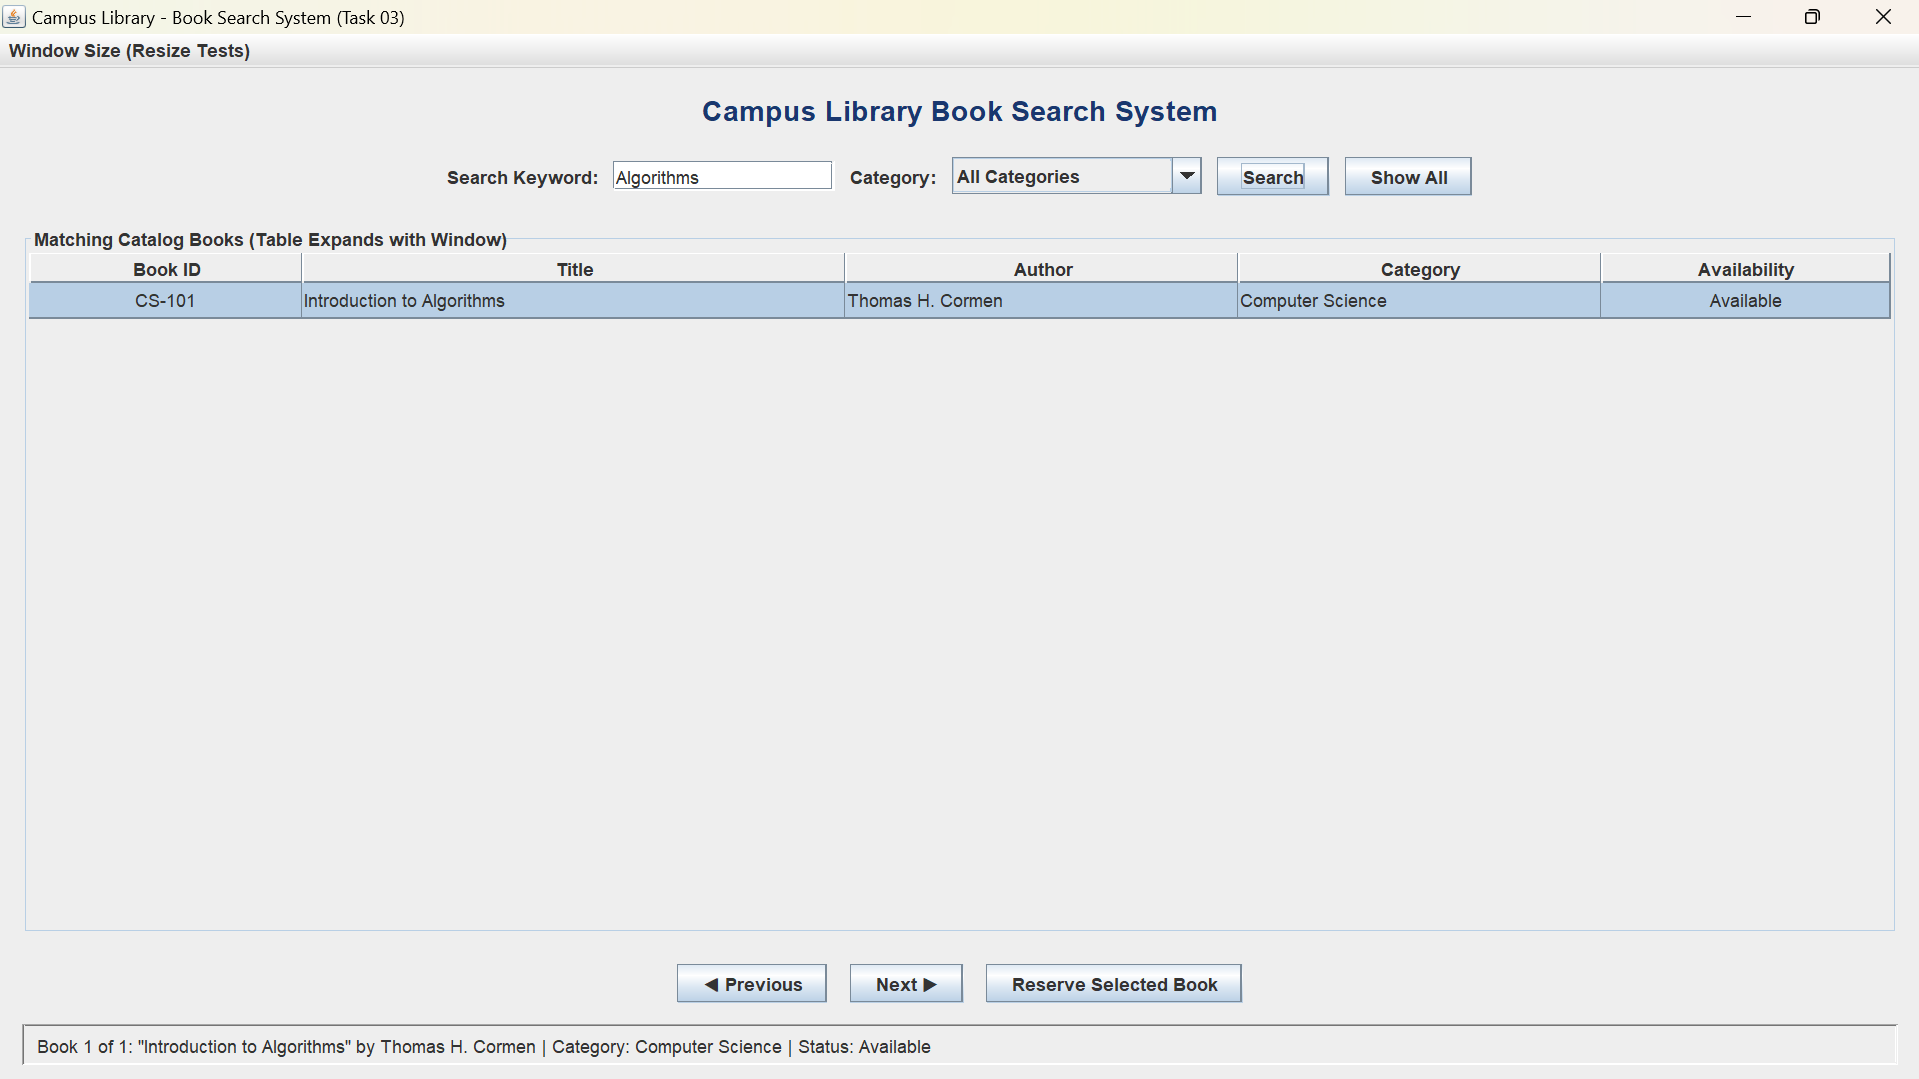 Campus Library - Book Search System (Task 03)
Window Size (Resize Tests)
Campus Library Book Search System
Search Keyword: Algorithms Category: All Categories Search Show All
Matching Catalog Books (Table Expands with Window)
Book ID Title Author Category Availability
CS-101 Introduction to Algorithms Thomas H. Cormen Computer Science Available
◀ Previous Next ▶ Reserve Selected Book
Book 1 of 1: "Introduction to Algorithms" by Thomas H. Cormen | Category: Computer Science | Status: Available